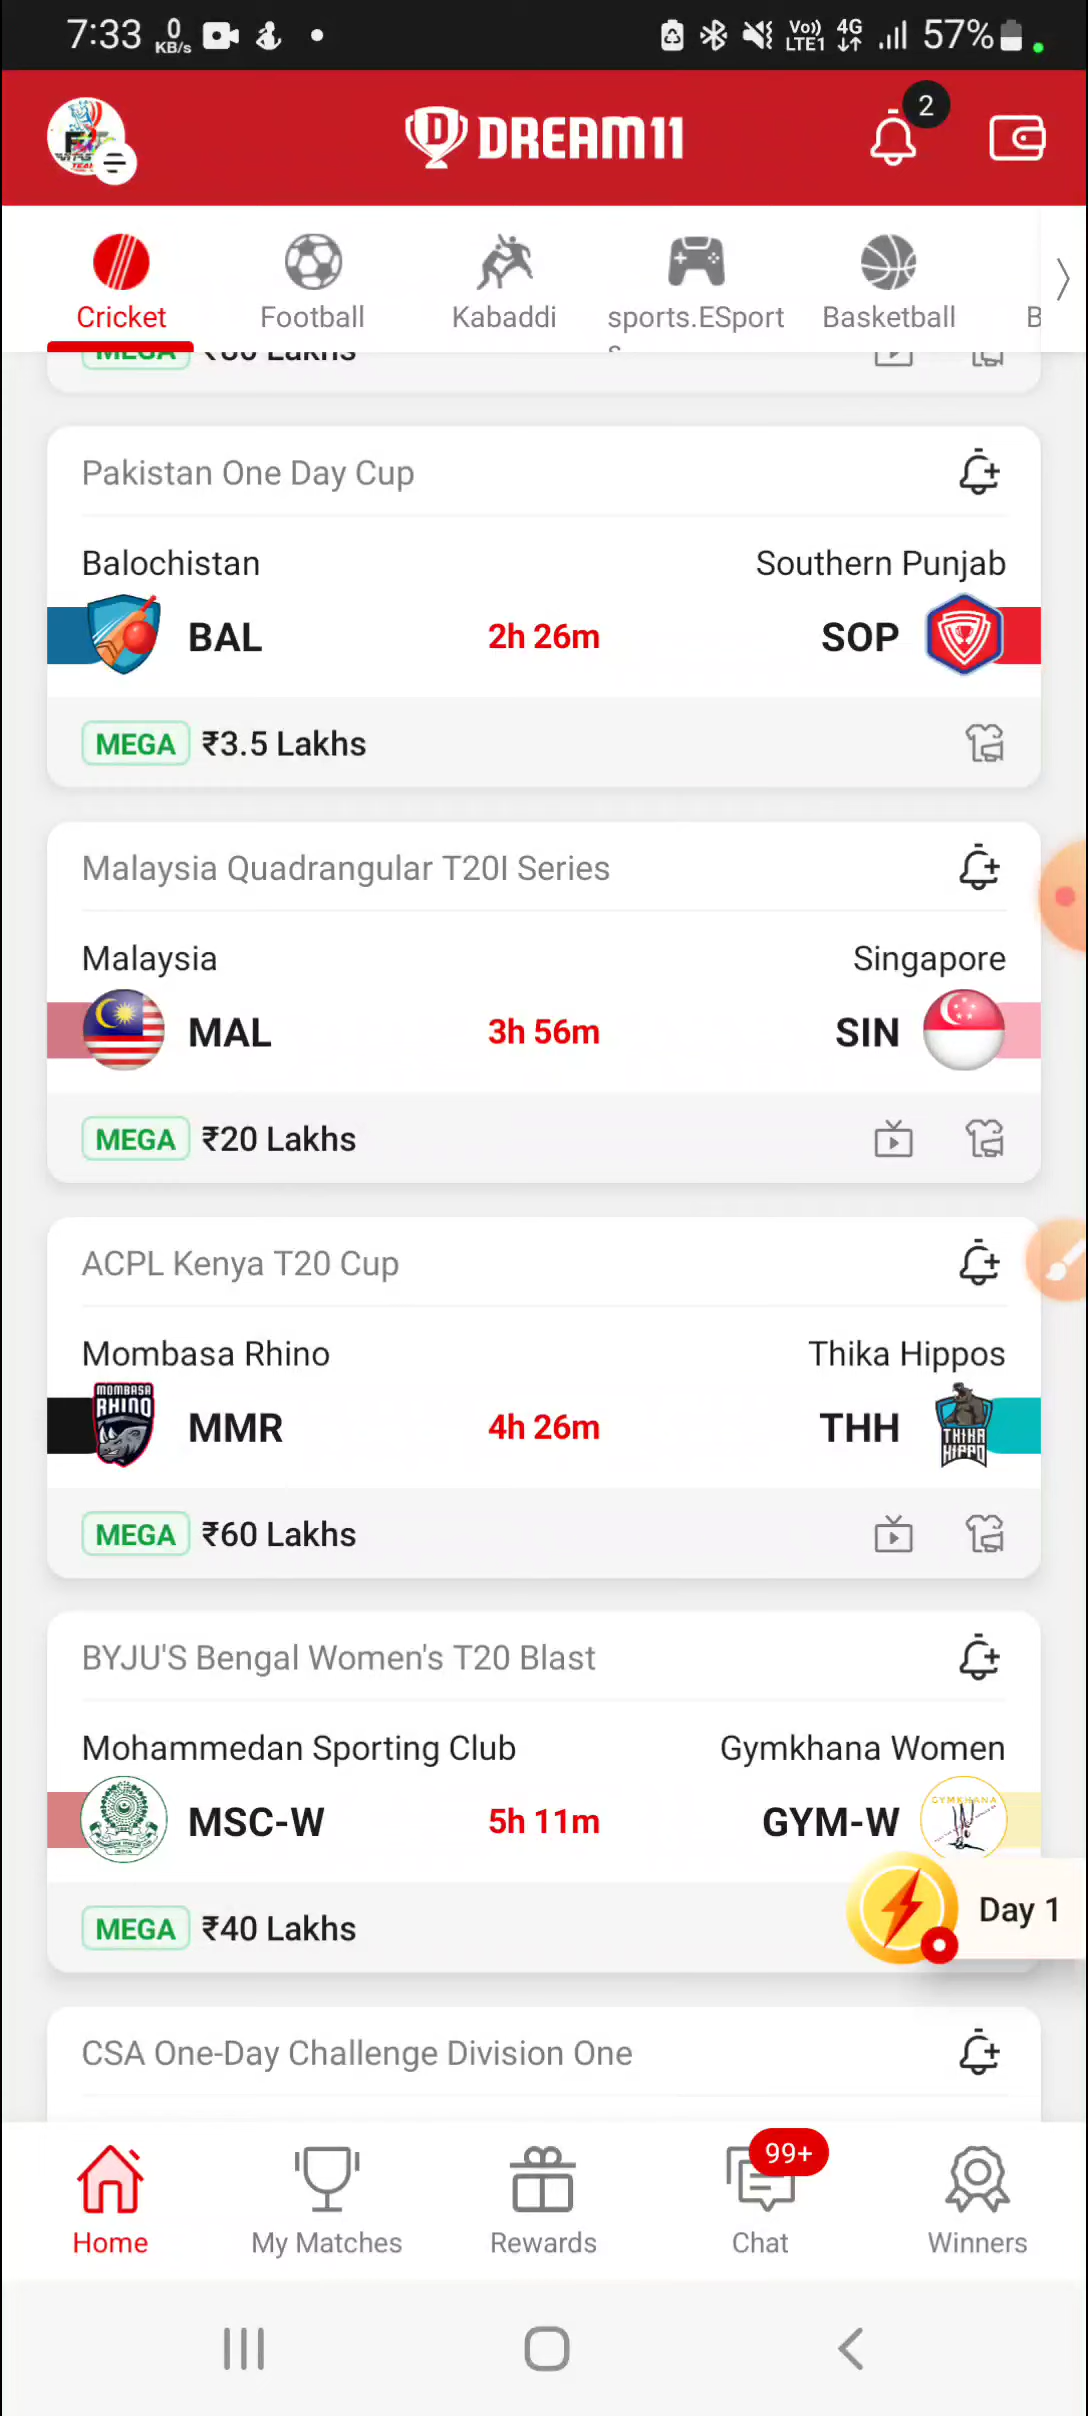 7:33 0 KB/s Vo)) LTE1 4G 57%
DREAM11 2
Cricket Football Kabaddi sports.ESport Basketball B
MEGA ₹80 Lakhs
Pakistan One Day Cup
Balochistan Southern Punjab
BAL 2h 26m SOP
MEGA ₹3.5 Lakhs
Malaysia Quadrangular T20I Series
Malaysia Singapore
MAL 3h 56m SIN
MEGA ₹20 Lakhs
ACPL Kenya T20 Cup
Mombasa Rhino Thika Hippos
MOMBASA RHINO MMR 4h 26m THH THIKA HIPPO
MEGA ₹60 Lakhs
BYJU'S Bengal Women's T20 Blast
Mohammedan Sporting Club Gymkhana Women
MSC-W 5h 11m GYM-W GYMKHANA
MEGA ₹40 Lakhs
Day 1
CSA One-Day Challenge Division One
99+
Home My Matches Rewards Chat Winners